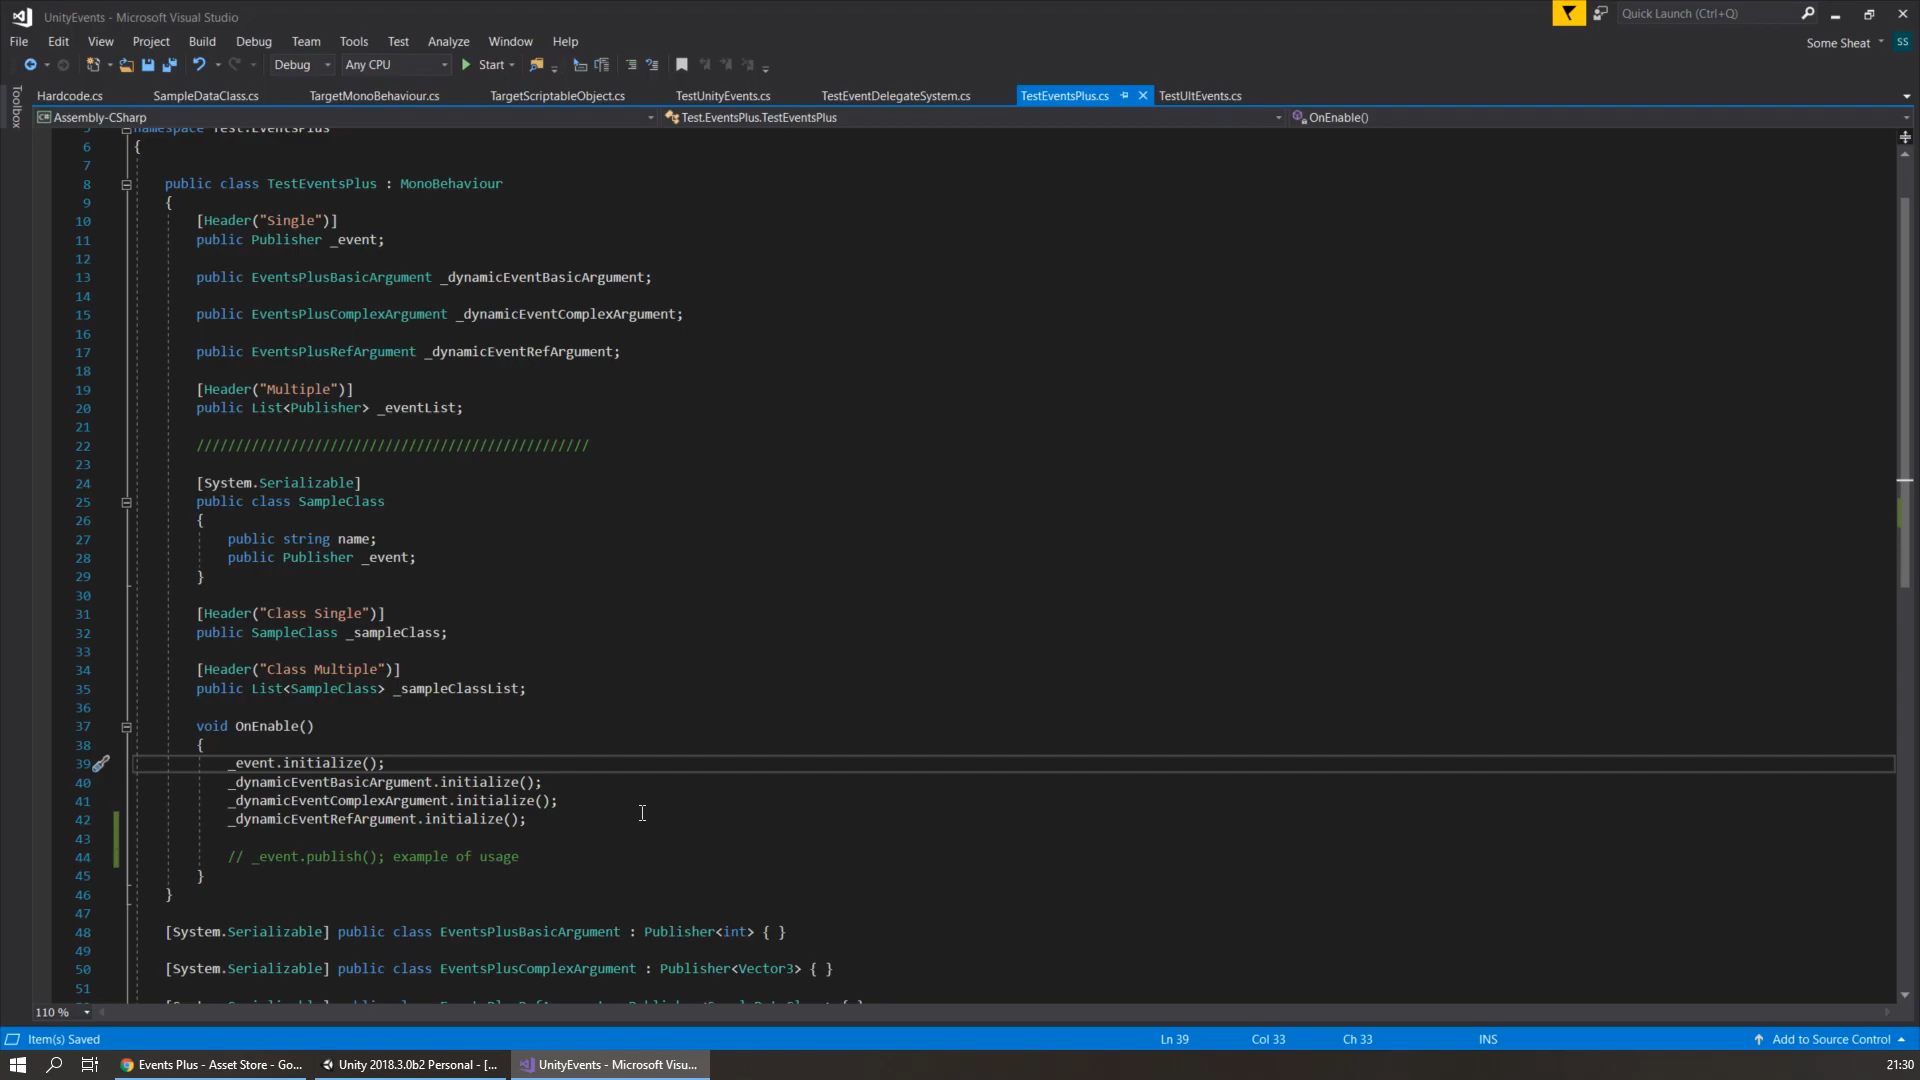 UnityEvents - Microsoft Visual Studio
Quick Launch (Ctrl+Q)
File Edit View Project Build Debug Team Tools Test Analyze Window Help
Some Sheat SS
Debug Any CPU Start
Toolbox
Hardcode.cs SampleDataClass.cs TargetMonoBehaviour.cs TargetScriptableObject.cs TestUnityEvents.cs TestEventDelegateSystem.cs TestEventsPlus.cs TestUltEvents.cs
Assembly-CSharp Test.EventsPlus.TestEventsPlus OnEnable()
5 namespace Test.EventsPlus
6 {
7
8 public class TestEventsPlus : MonoBehaviour
9 {
10 [Header("Single")]
11 public Publisher _event;
12
13 public EventsPlusBasicArgument _dynamicEventBasicArgument;
14
15 public EventsPlusComplexArgument _dynamicEventComplexArgument;
16
17 public EventsPlusRefArgument _dynamicEventRefArgument;
18
19 [Header("Multiple")]
20 public List<Publisher> _eventList;
21
22 //////////////////////////////////////////////////
23
24 [System.Serializable]
25 public class SampleClass
26 {
27 public string name;
28 public Publisher _event;
29 }
30
31 [Header("Class Single")]
32 public SampleClass _sampleClass;
33
34 [Header("Class Multiple")]
35 public List<SampleClass> _sampleClassList;
36
37 void OnEnable()
38 {
39 _event.initialize();
40 _dynamicEventBasicArgument.initialize();
41 _dynamicEventComplexArgument.initialize();
42 _dynamicEventRefArgument.initialize();
43
44 // _event.publish(); example of usage
45 }
46 }
47
48 [System.Serializable] public class EventsPlusBasicArgument : Publisher<int> { }
49
50 [System.Serializable] public class EventsPlusComplexArgument : Publisher<Vector3> { }
51
110 %
Item(s) Saved Ln 39 Col 33 Ch 33 INS Add to Source Control
Events Plus - Asset Store - Go... Unity 2018.3.0b2 Personal - [... UnityEvents - Microsoft Visu... 21:30